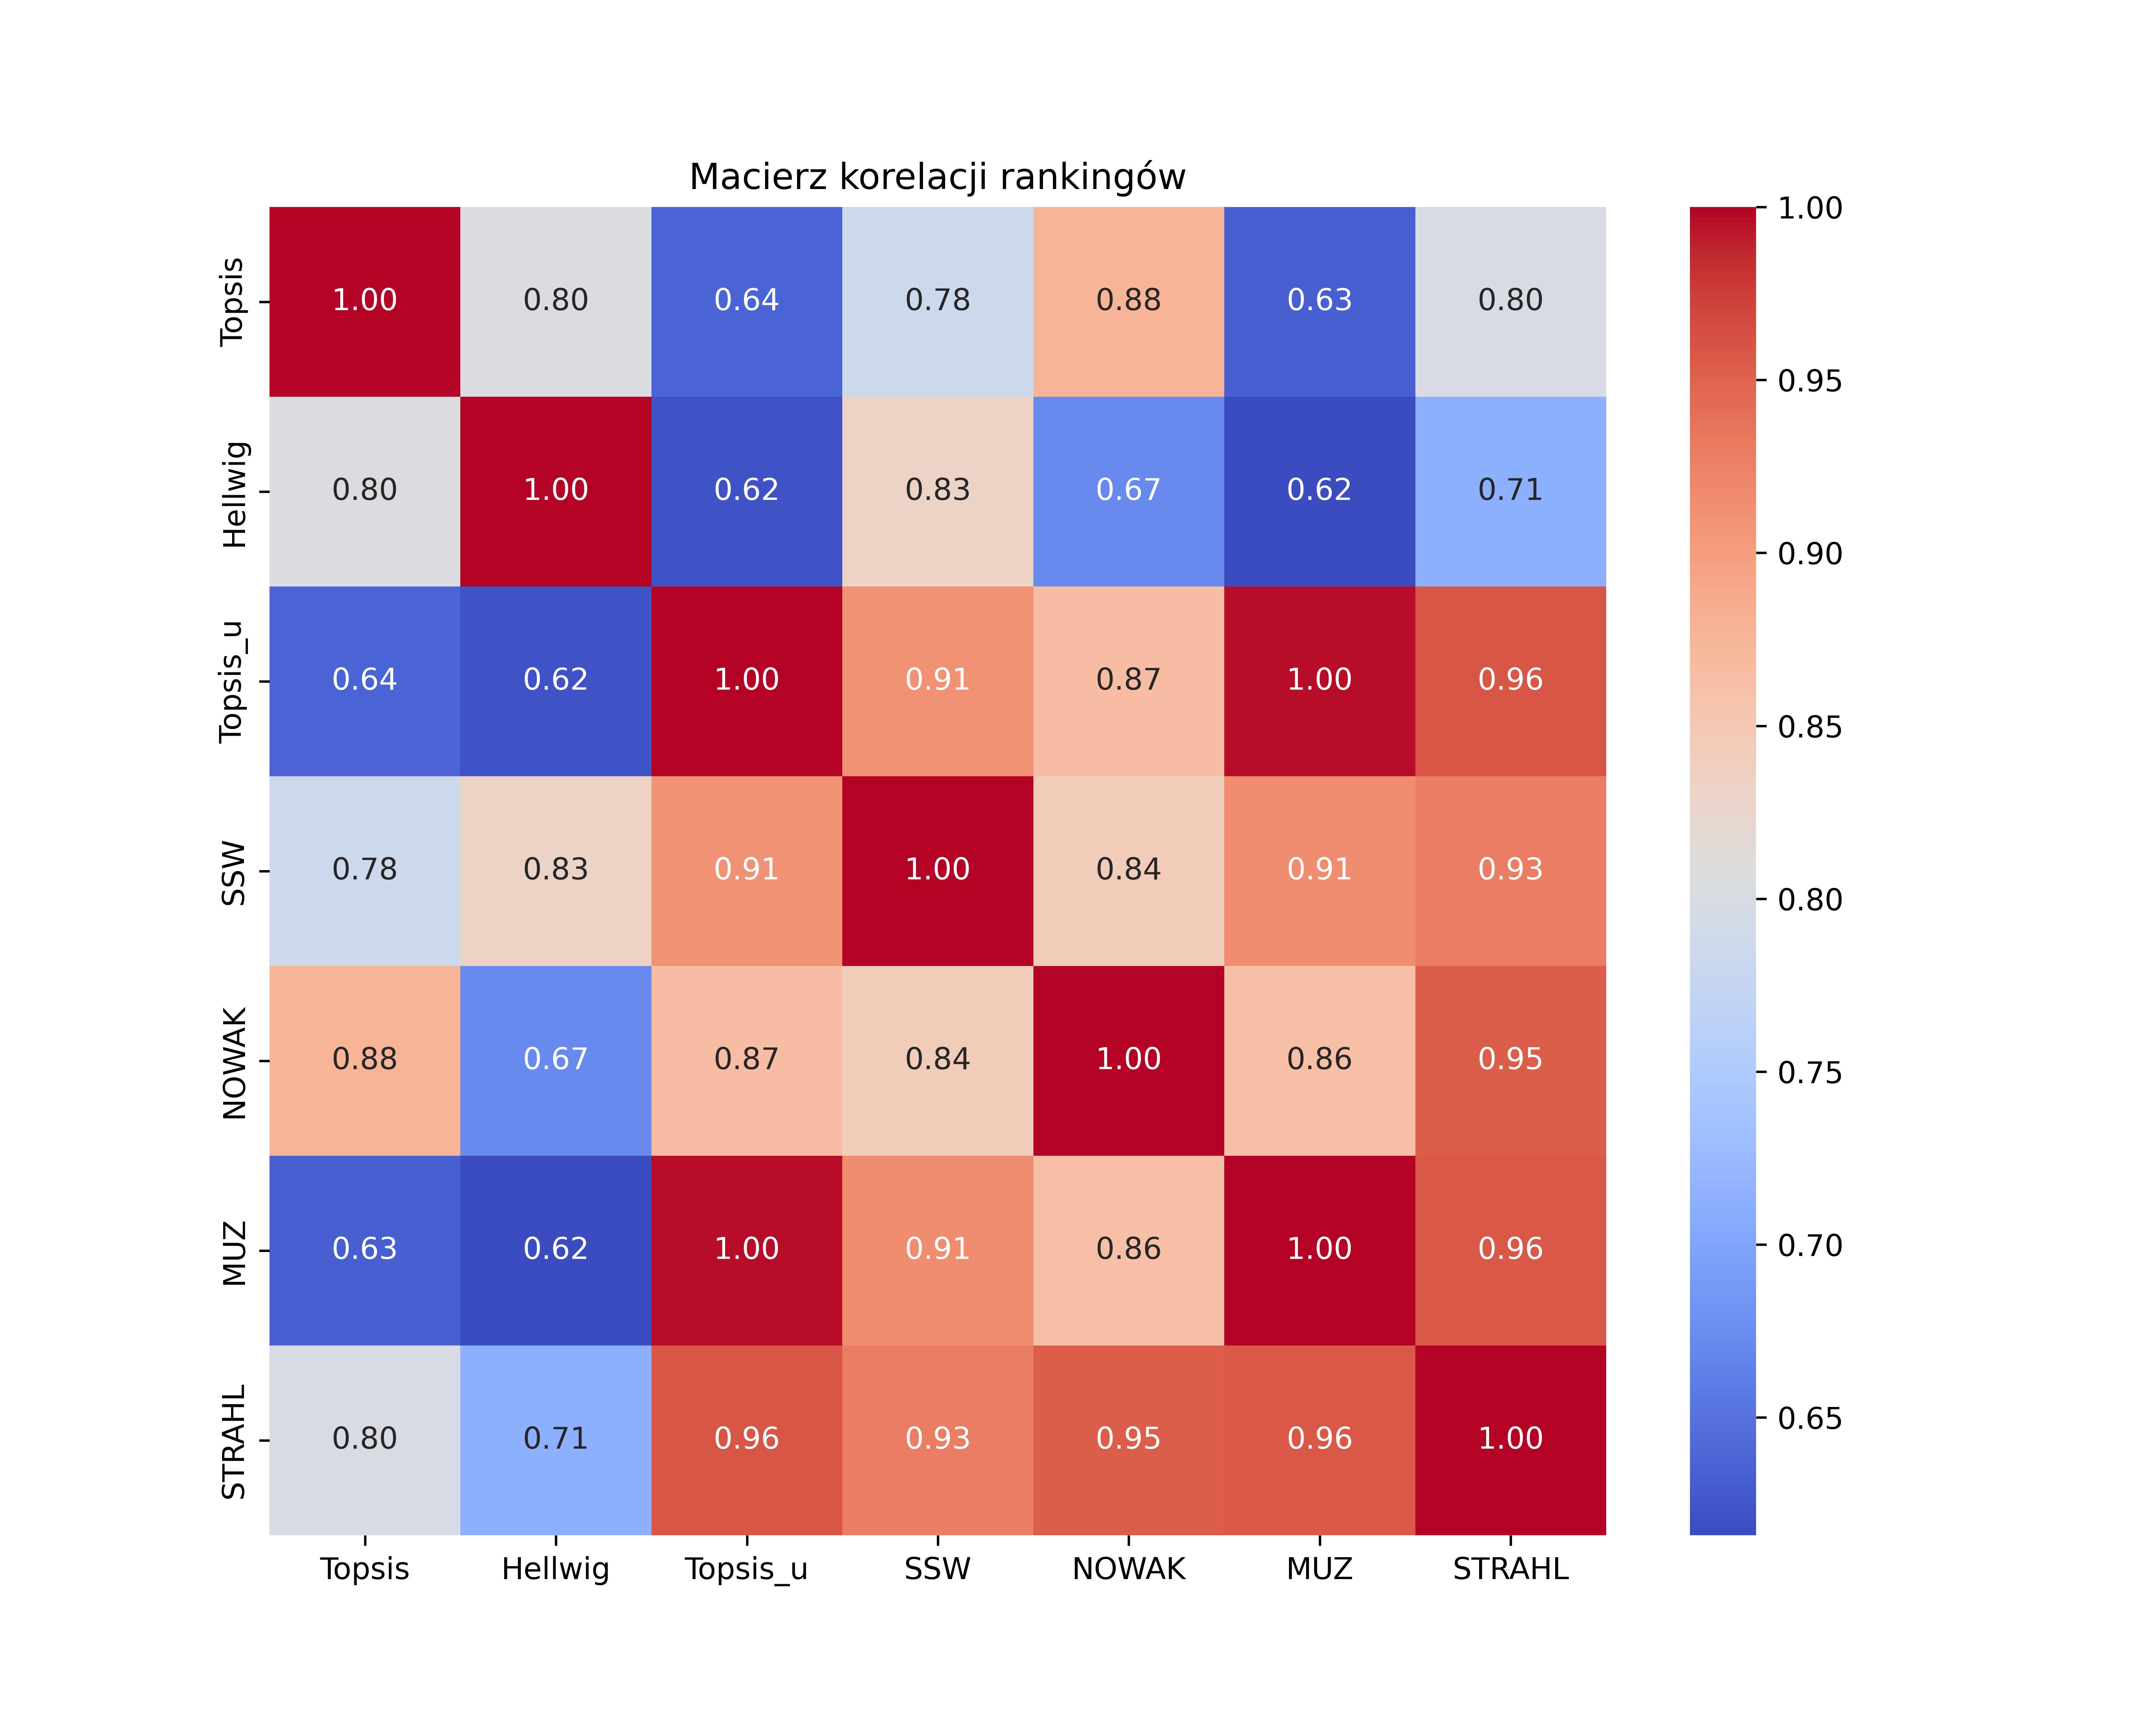 Macierz korelacji rankingów
Topsis 1.00 0.80 0.64 0.78 0.88 0.63 0.80
Hellwig 0.80 1.00 0.62 0.83 0.67 0.62 0.71
Topsis_u 0.64 0.62 1.00 0.91 0.87 1.00 0.96
SSW 0.78 0.83 0.91 1.00 0.84 0.91 0.93
NOWAK 0.88 0.67 0.87 0.84 1.00 0.86 0.95
MUZ 0.63 0.62 1.00 0.91 0.86 1.00 0.96
STRAHL 0.80 0.71 0.96 0.93 0.95 0.96 1.00
Topsis Hellwig Topsis_u SSW NOWAK MUZ STRAHL
1.00
0.95
0.90
0.85
0.80
0.75
0.70
0.65